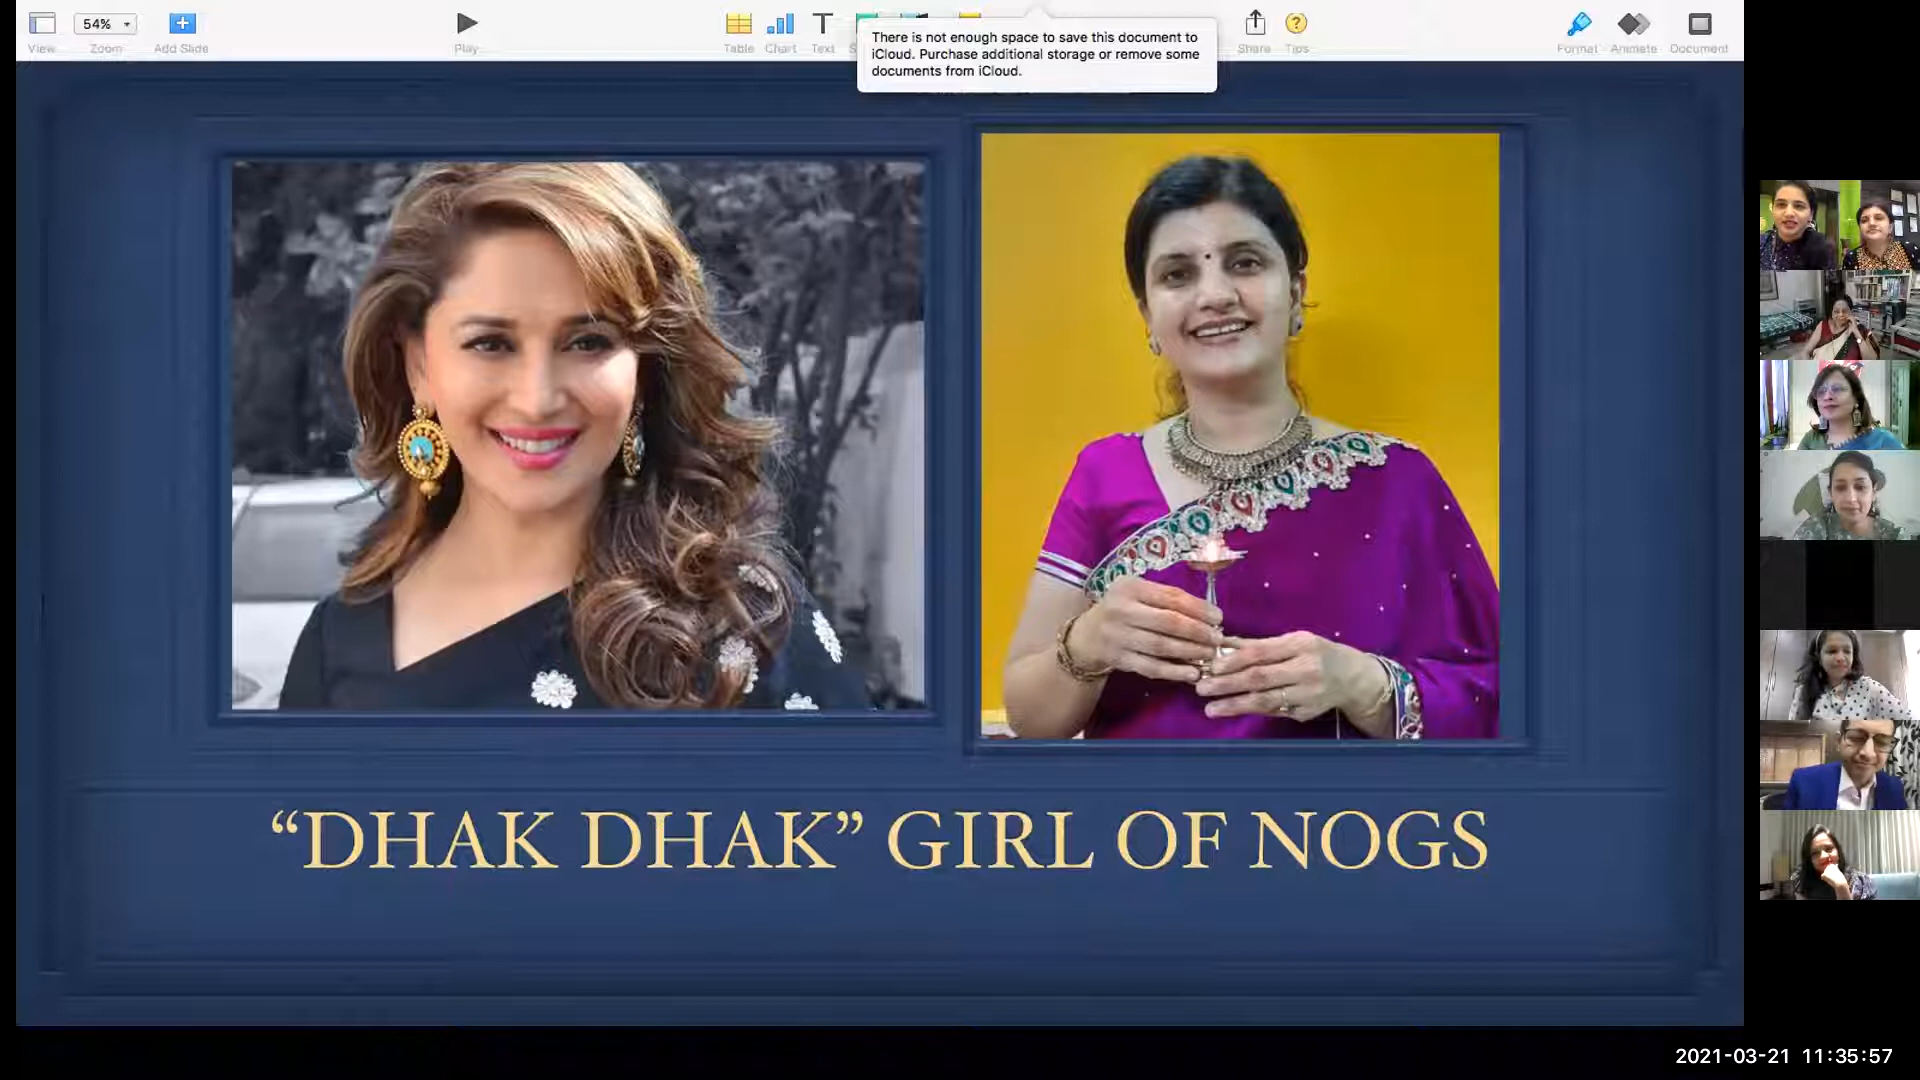 54%
View
Zoom
Add Slide
Play
Table
Chart
Text
There is not enough space to save this document to
iCloud. Purchase additional storage or remove some
documents from iCloud.
Share
Tips
Format
Animate
Document
“DHAK DHAK” GIRL OF NOGS
2021-03-21 11:35:57